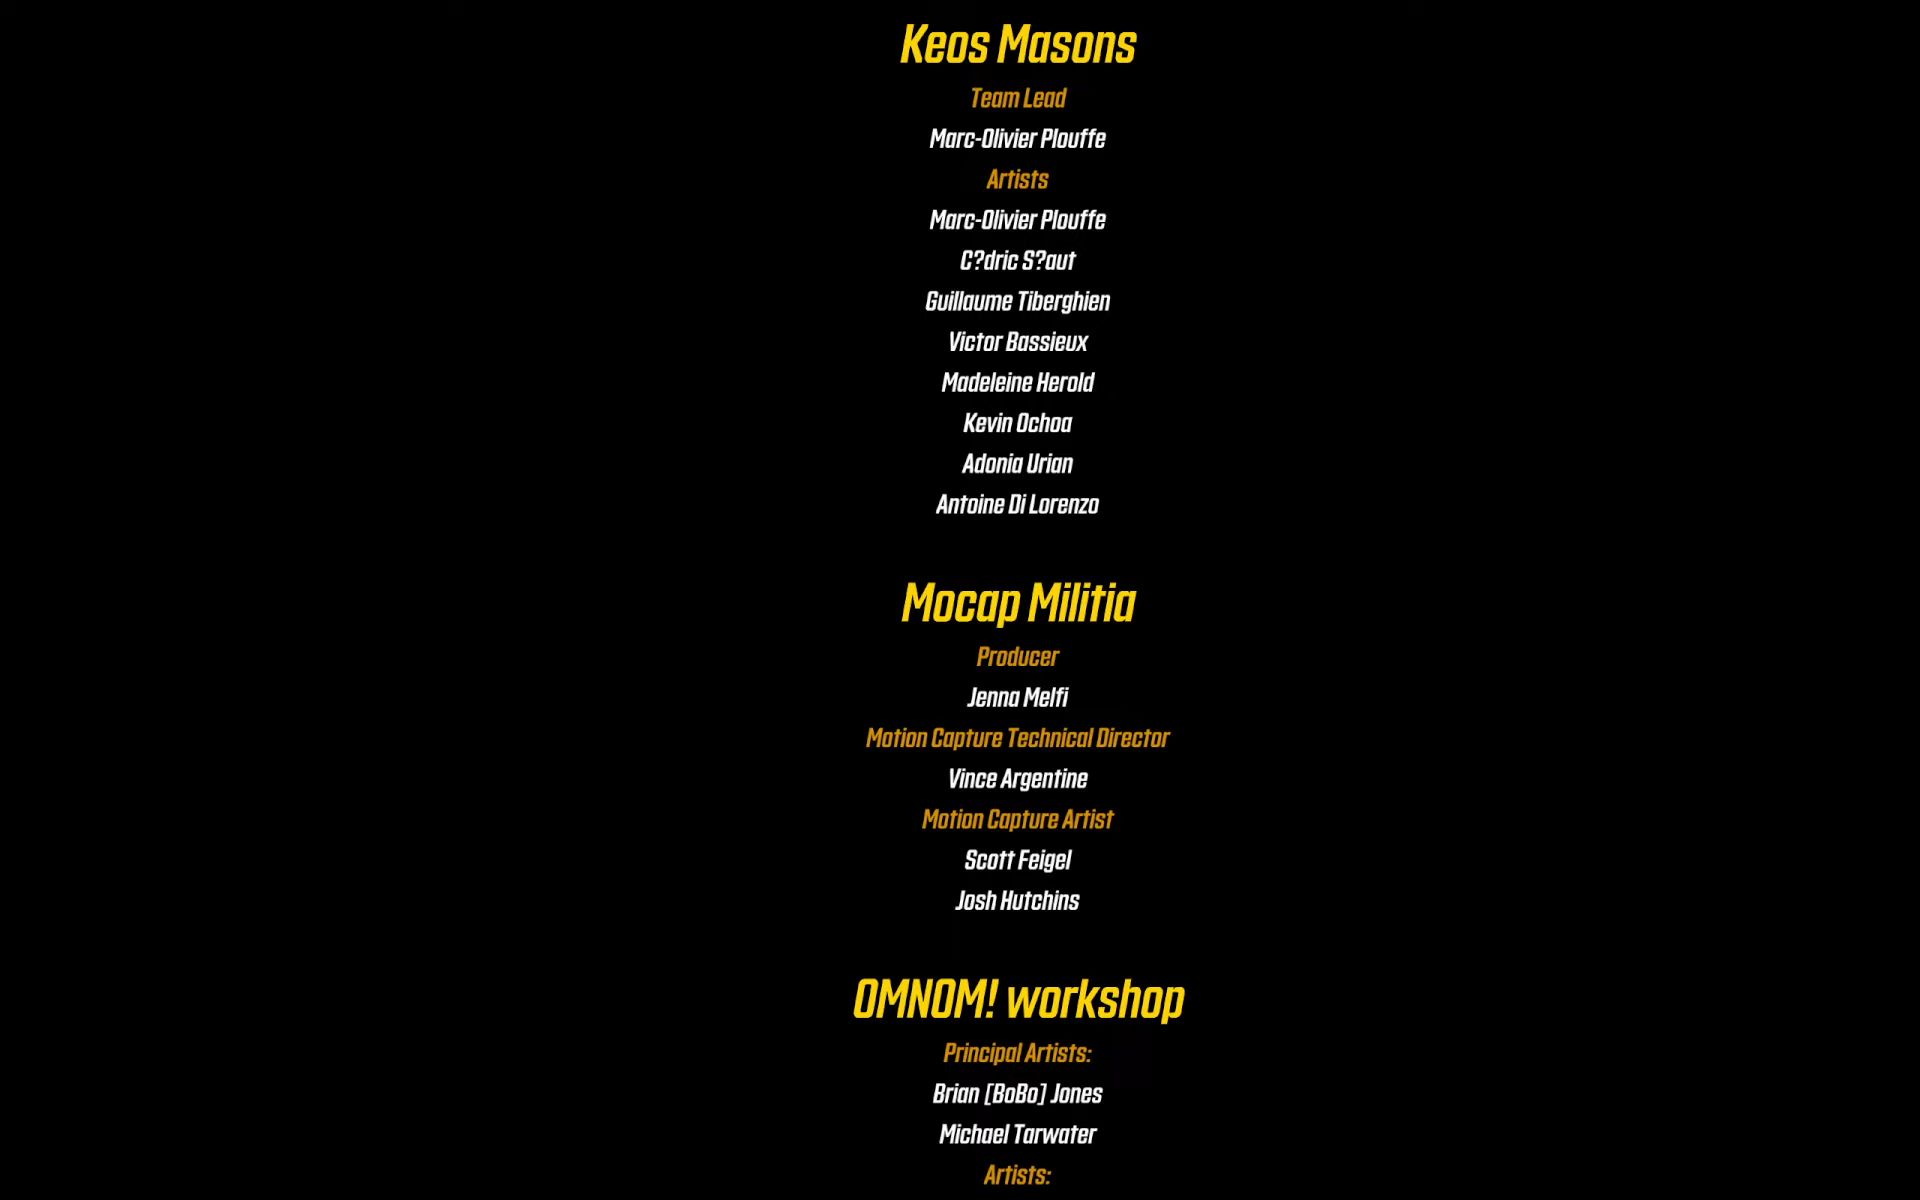 Keos Masons
Team Lead
Marc-Olivier Plouffe
Artists
Marc-Olivier Plouffe
C?dric S?aut
Guillaume Tiberghien
Victor Bassieux
Madeleine Herold
Kevin Ochoa
Adonia Urian
Antoine Di Lorenzo
Mocap Militia
Producer
Jenna Melfi
Motion Capture Technical Director
Vince Argentine
Motion Capture Artist
Scott Feigel
Josh Hutchins
OMNOM! workshop
Principal Artists:
Brian [BoBo] Jones
Michael Tarwater
Artists: